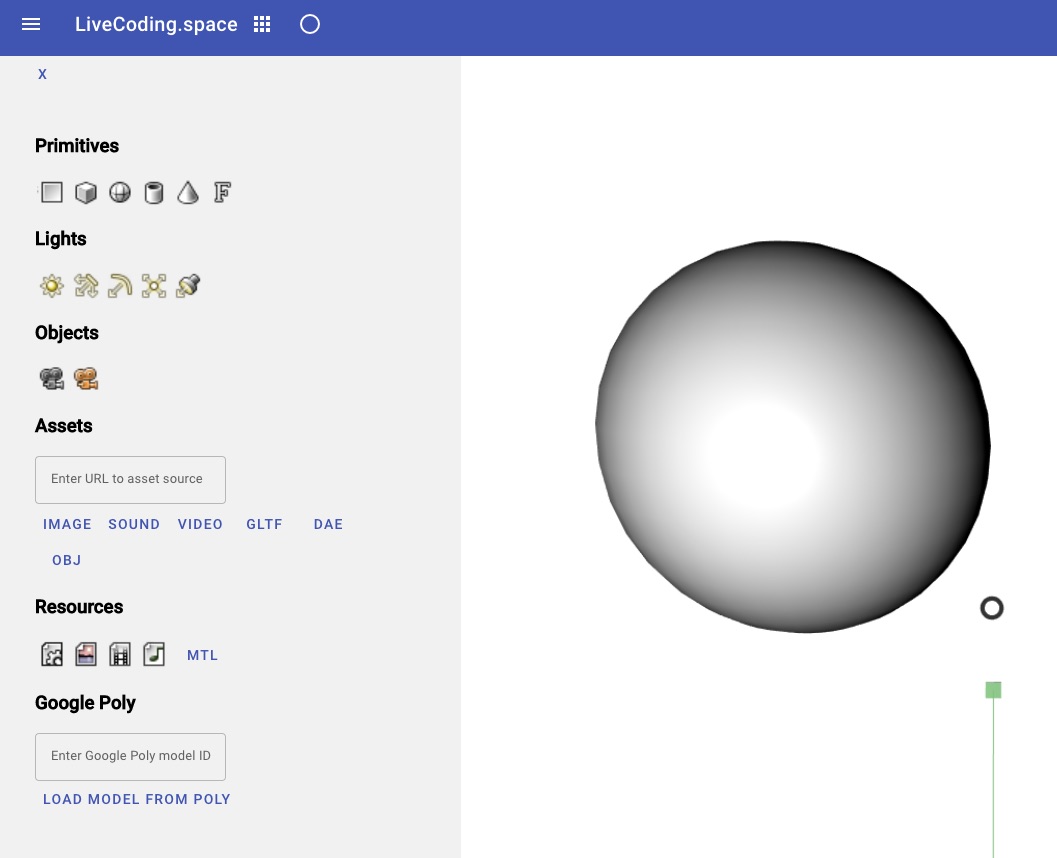 LiveCoding.space
X
Primitives
F
Lights
Objects
Assets
Enter URL to asset source
IMAGE SOUND VIDEO GLTF DAE
OBJ
Resources
MTL
Google Poly
Enter Google Poly model ID
LOAD MODEL FROM POLY